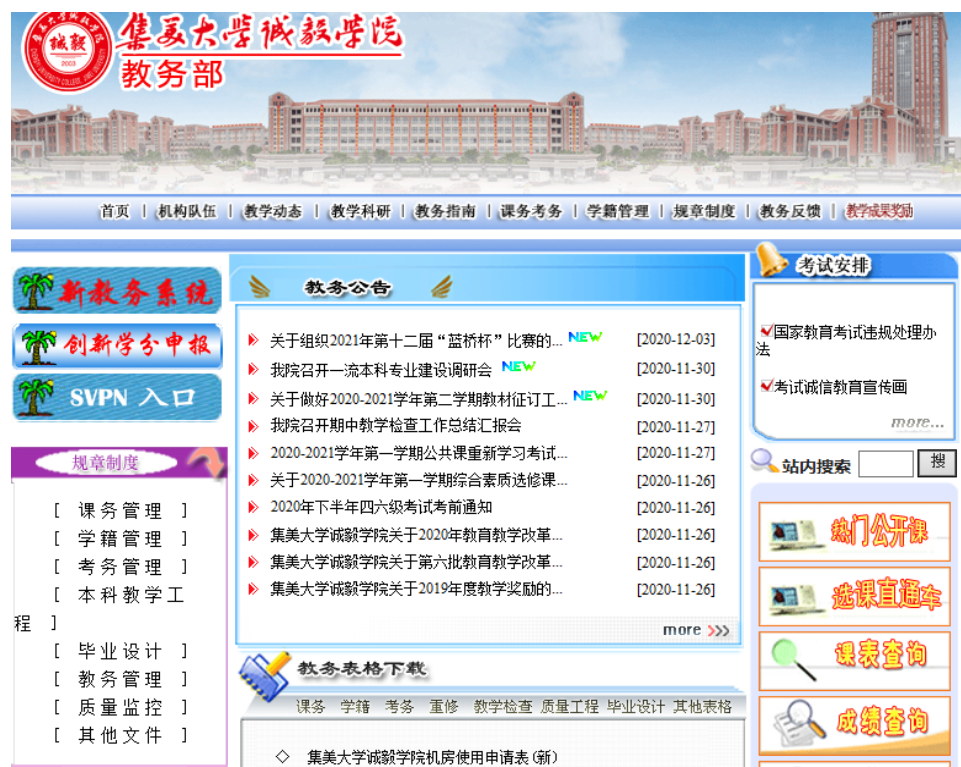 集美大学诚毅学院
诚毅
2003
教务部
首页 | 机构队伍 | 教学动态 | 教学科研 | 教务指南 | 课务考务 | 学籍管理 | 规章制度 | 教务反馈 | 教学成果奖励
新教务系统
创新学分申报
SVPN 入口
规章制度
[ 课务管理 ]
[ 学籍管理 ]
[ 考务管理 ]
[ 本科教学工
程 ]
[ 毕业设计 ]
[ 教务管理 ]
[ 质量监控 ]
[ 其他文件 ]
教务公告
关于组织2021年第十二届“蓝桥杯”比赛的... NEW [2020-12-03]
我院召开一流本科专业建设调研会 NEW [2020-11-30]
关于做好2020-2021学年第二学期教材征订工... NEW [2020-11-30]
我院召开期中教学检查工作总结汇报会 [2020-11-27]
2020-2021学年第一学期公共课重新学习考试... [2020-11-27]
关于2020-2021学年第一学期综合素质选修课... [2020-11-26]
2020年下半年四六级考试考前通知 [2020-11-26]
集美大学诚毅学院关于2020年教育教学改革... [2020-11-26]
集美大学诚毅学院关于第六批教育教学改革... [2020-11-26]
集美大学诚毅学院关于2019年度教学奖励的... [2020-11-26]
more
教务表格下载
课务 学籍 考务 重修 教学检查 质量工程 毕业设计 其他表格
◇ 集美大学诚毅学院机房使用申请表(新)
考试安排
国家教育考试违规处理办
法
考试诚信教育宣传画
more...
站内搜索 搜
热门公开课
选课直通车
课表查询
成绩查询